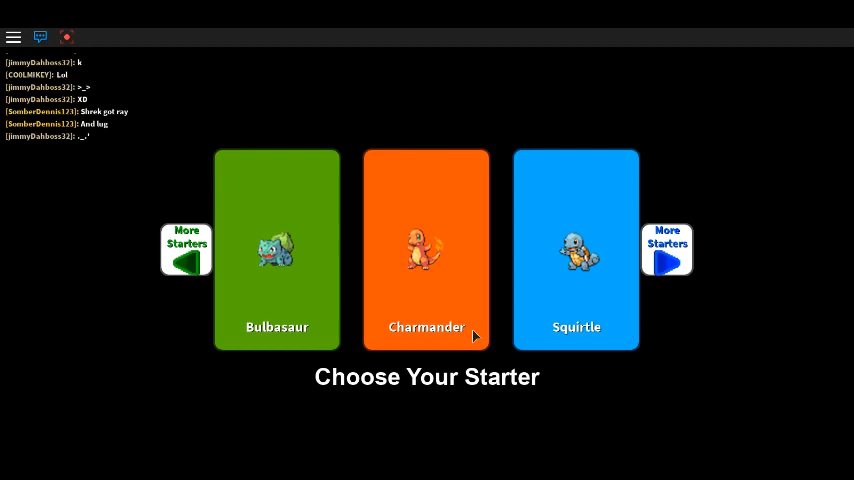 [jimmyDahboss32]: k
[CO0LMIKEY]: Lol
[jimmyDahboss32]: >_>
[jimmyDahboss32]: XD
[SomberDennis123]: Shrek got ray
[SomberDennis123]: And lug
[jimmyDahboss32]: ._.'
More
Starters
More
Starters
Bulbasaur
Charmander
Squirtle
Choose Your Starter